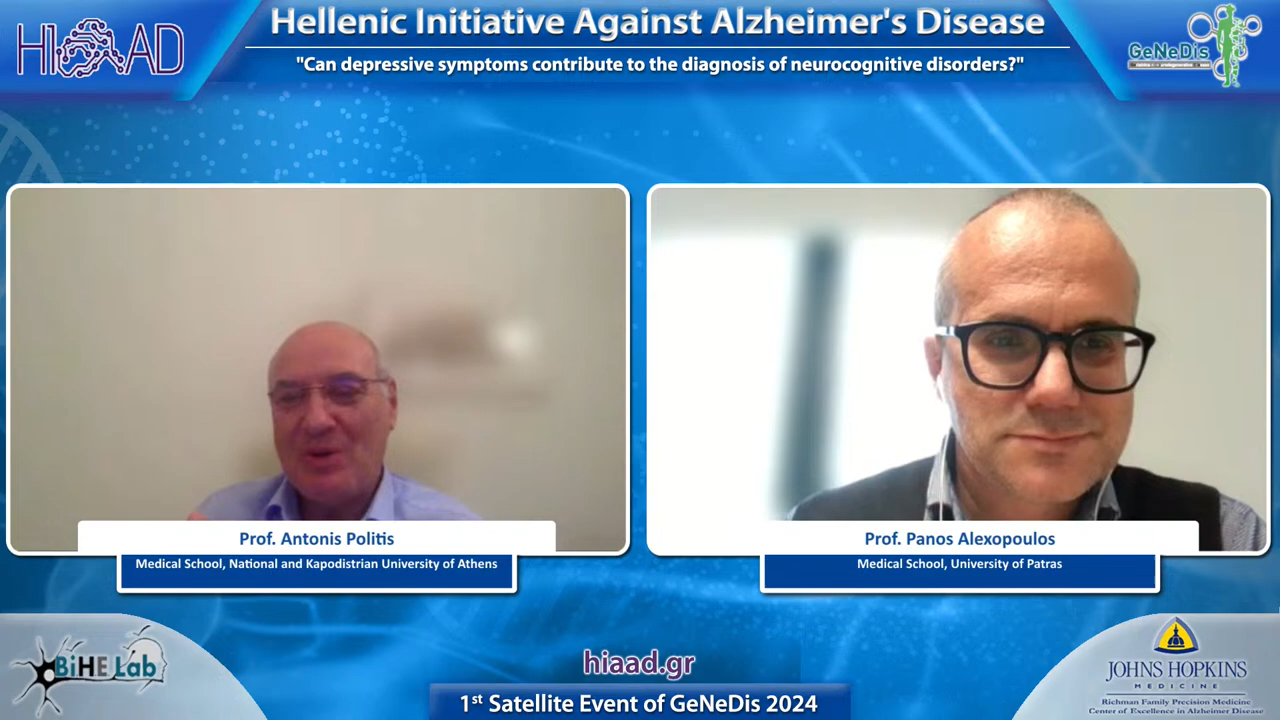 HIAAD
Hellenic Initiative Against Alzheimer's Disease
"Can depressive symptoms contribute to the diagnosis of neurocognitive disorders?"
GeNeDis
Prof. Antonis Politis
Medical School, National and Kapodistrian University of Athens
Prof. Panos Alexopoulos
Medical School, University of Patras
BiHE Lab
hiaad.gr
1st Satellite Event of GeNeDis 2024
JOHNS HOPKINS
MEDICINE
Richman Family Precision Medicine
Center of Excellence in Alzheimer Disease